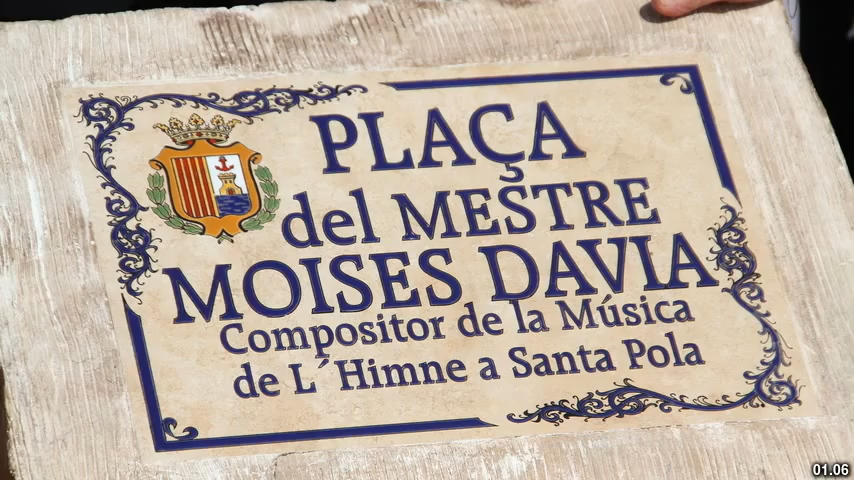 PLAÇA
del MESTRE
MOISES DAVIA
Compositor de la Música
de L´Himne a Santa Pola
01.06